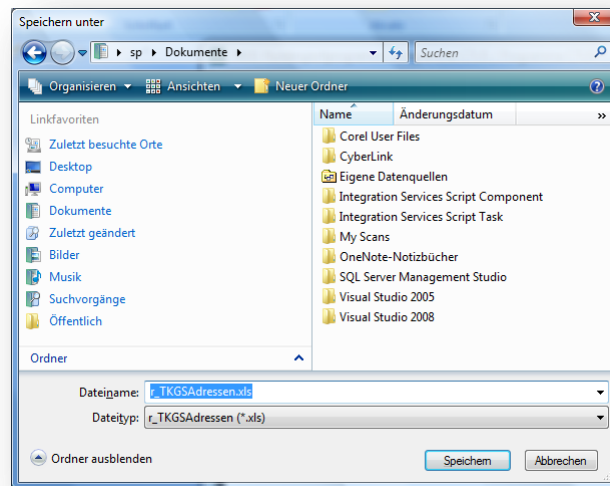 Speichern unter
sp Dokumente
Suchen
Organisieren Ansichten Neuer Ordner
Linkfavoriten
Zuletzt besuchte Orte
Desktop
Computer
Dokumente
Zuletzt geändert
Bilder
Musik
Suchvorgänge
Öffentlich
Ordner
Name Änderungsdatum »
Corel User Files
CyberLink
Eigene Datenquellen
Integration Services Script Component
Integration Services Script Task
My Scans
OneNote-Notizbücher
SQL Server Management Studio
Visual Studio 2005
Visual Studio 2008
Dateiname: r_TKGSAdressen.xls
Dateityp: r_TKGSAdressen (*.xls)
Ordner ausblenden Speichern Abbrechen